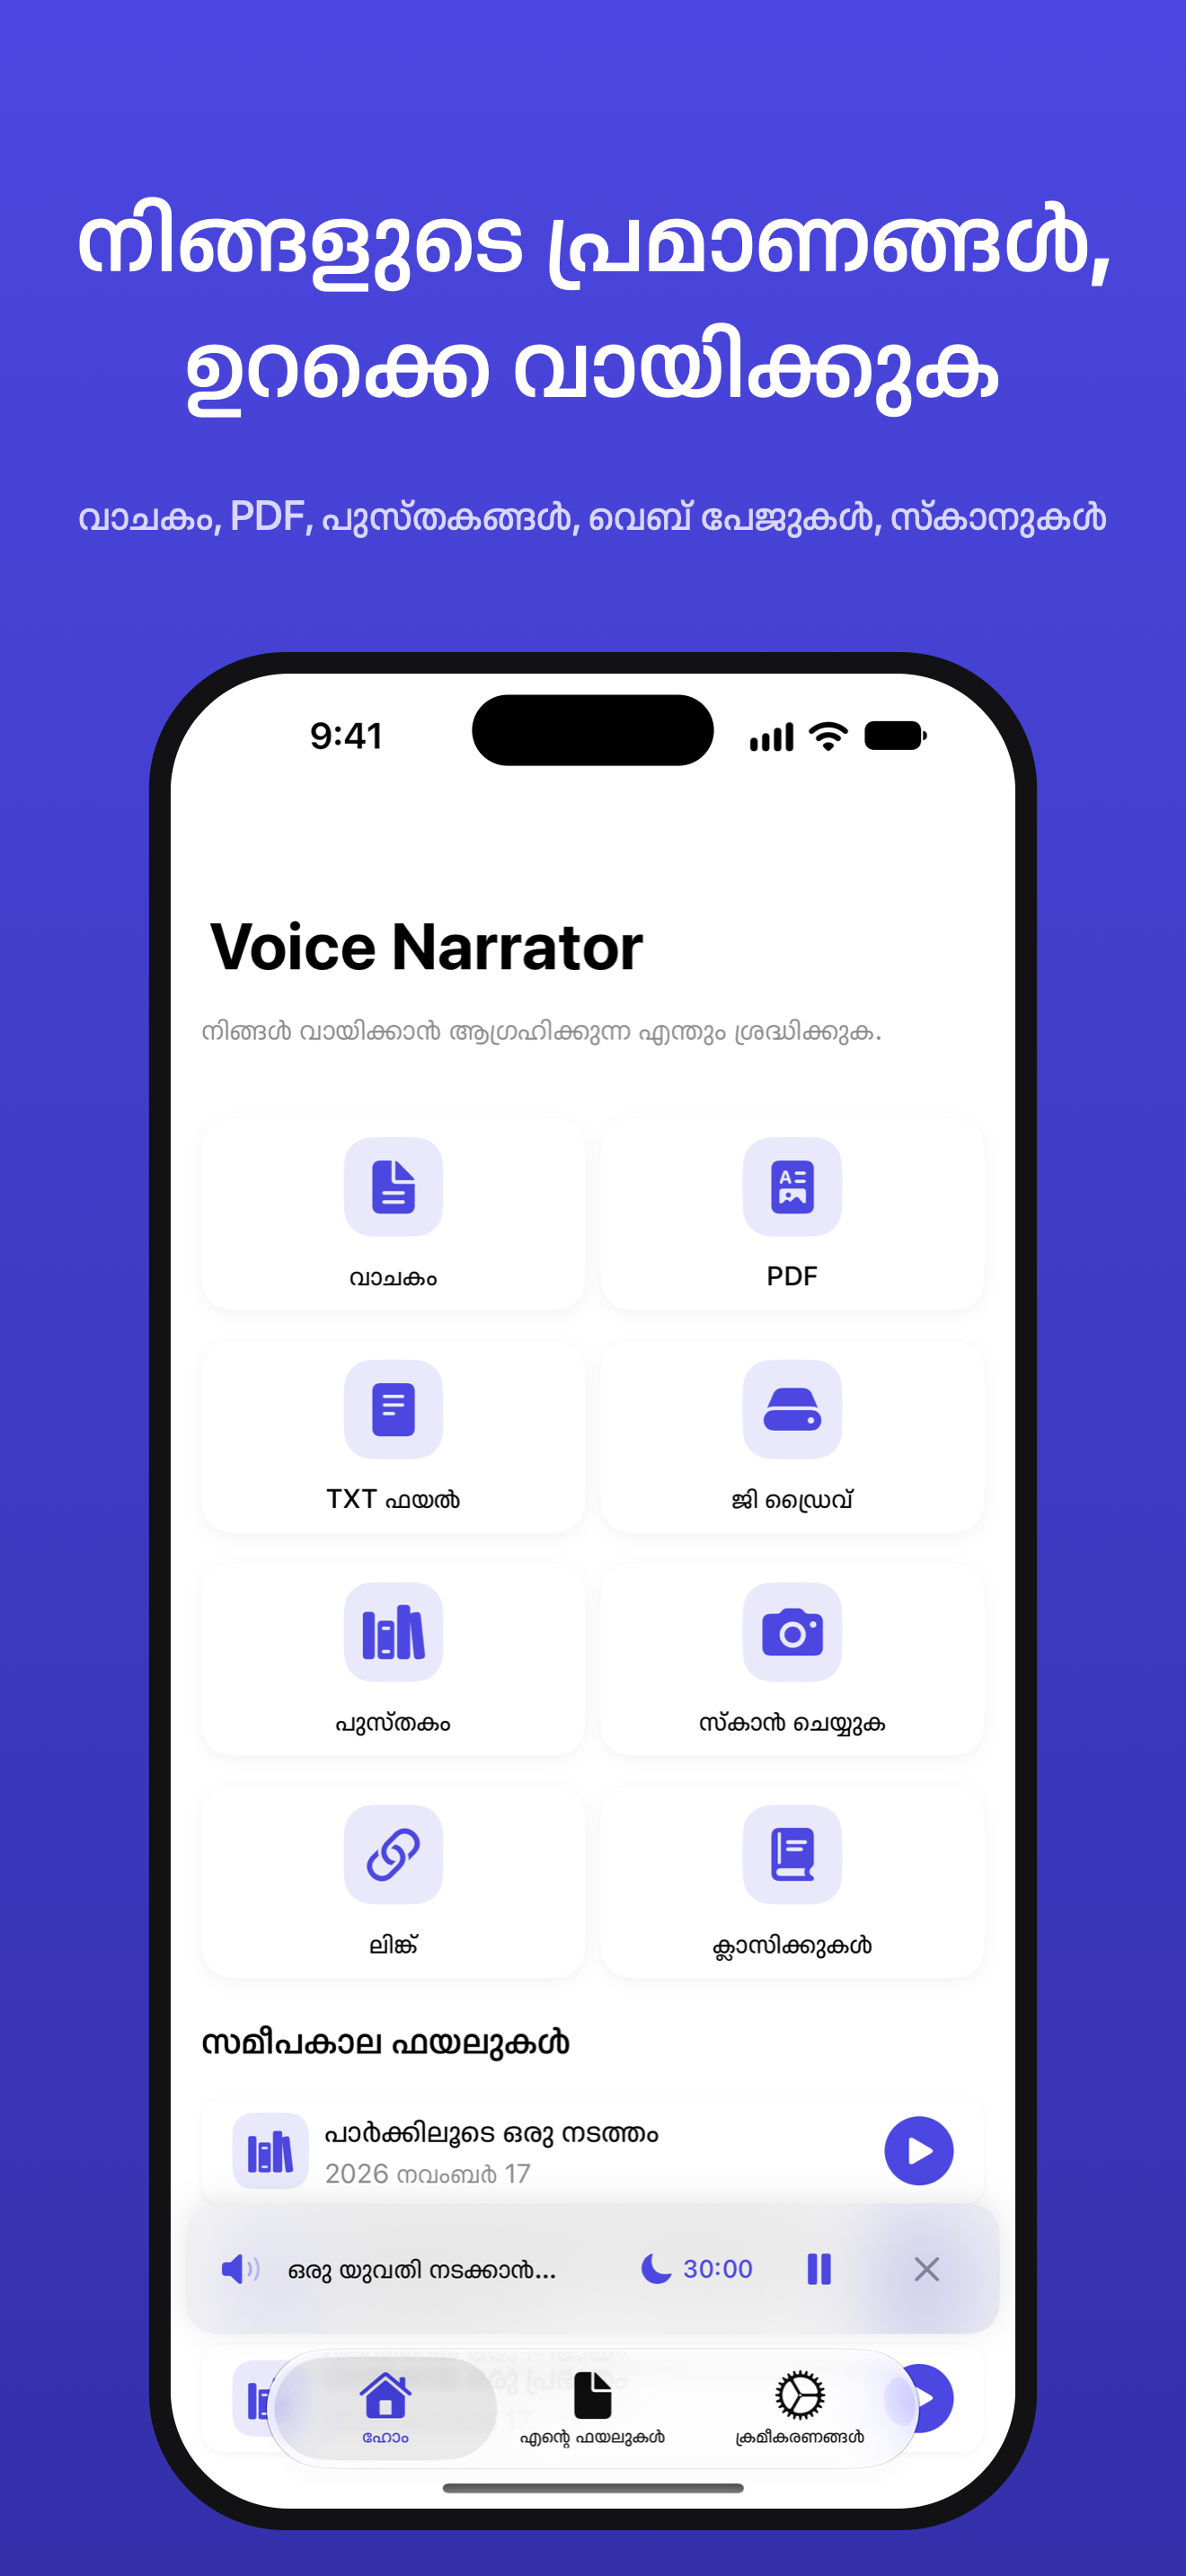 നിങ്ങളുടെ പ്രമാണങ്ങൾ,
ഉറക്കെ വായിക്കുക
വാചകം, PDF, പുസ്തകങ്ങൾ, വെബ് പേജുകൾ, സ്കാനുകൾ
9:41
Voice Narrator
നിങ്ങൾ വായിക്കാൻ ആഗ്രഹിക്കുന്ന എന്തും ശ്രദ്ധിക്കുക.
വാചകം
PDF
TXT ഫയൽ
ജി ഡ്രൈവ്
പുസ്തകം
സ്കാൻ ചെയ്യുക
ലിങ്ക്
ക്ലാസിക്കുകൾ
സമീപകാല ഫയലുകൾ
പാർക്കിലൂടെ ഒരു നടത്തം
2026 നവംബർ 17
ഒരു യുവതി നടക്കാൻ...
30:00
ഹോം
എന്റെ ഫയലുകൾ
ക്രമീകരണങ്ങൾ